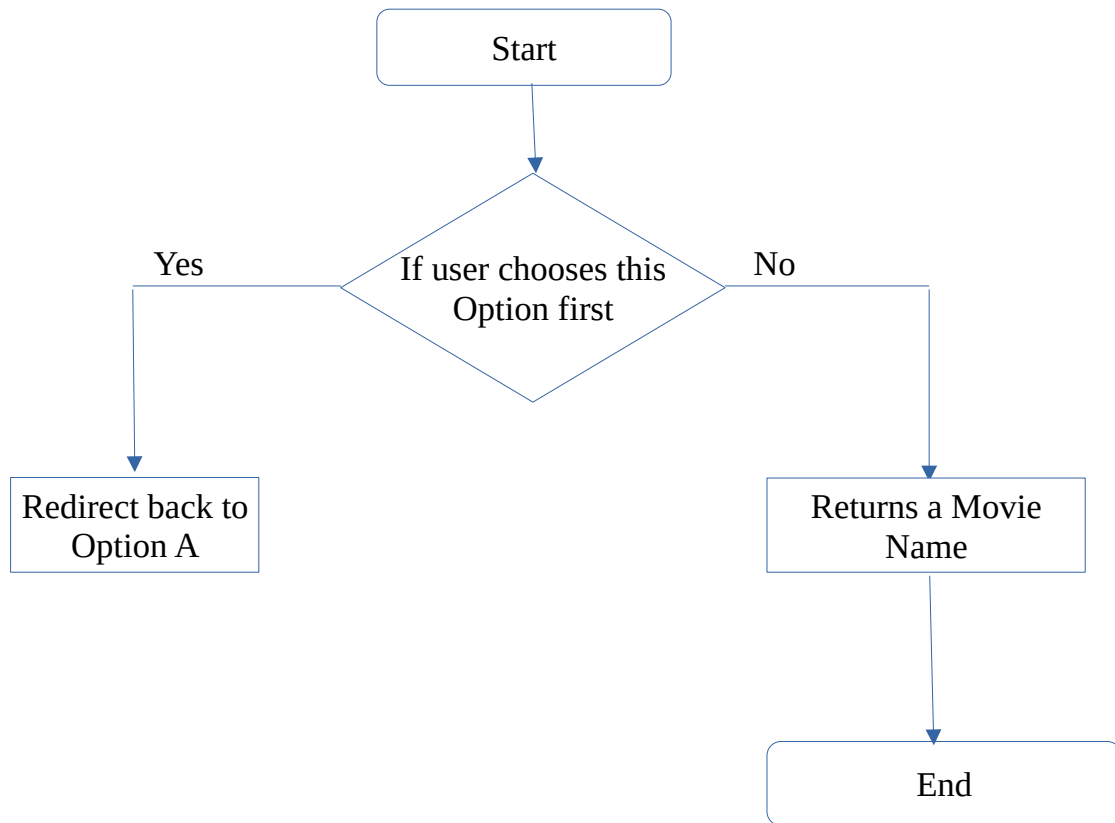 Start
If user chooses this
Option first
Yes
No
Redirect back to
Option A
Returns a Movie
Name
End